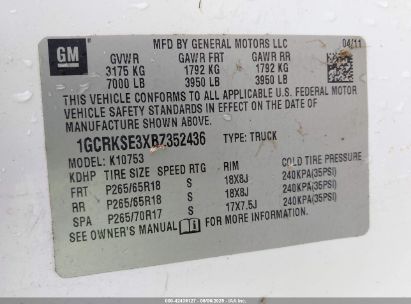 GM
MFD BY GENERAL MOTORS LLC 04/11
GVWR GAWR FRT GAWR RR
3175 KG 1792 KG 1792 KG
7000 LB 3950 LB 3950 LB
THIS VEHICLE CONFORMS TO ALL APPLICABLE U.S. FEDERAL MOTOR
VEHICLE SAFETY STANDARDS IN EFFECT ON THE DATE OF
MANUFACTURE SHOWN ABOVE.
1GCRKSE3XB7352436 TYPE: TRUCK
MODEL: K10753
KDHP TIRE SIZE SPEED RTG RIM COLD TIRE PRESSURE
FRT P265/65R18 S 18X8J 240KPA(35PSI)
RR P265/65R18 S 18X8J 240KPA(35PSI)
SPA P265/70R17 S 17X7.5J 240KPA(35PSI)
SEE OWNER'S MANUAL FOR MORE INFORMATION.